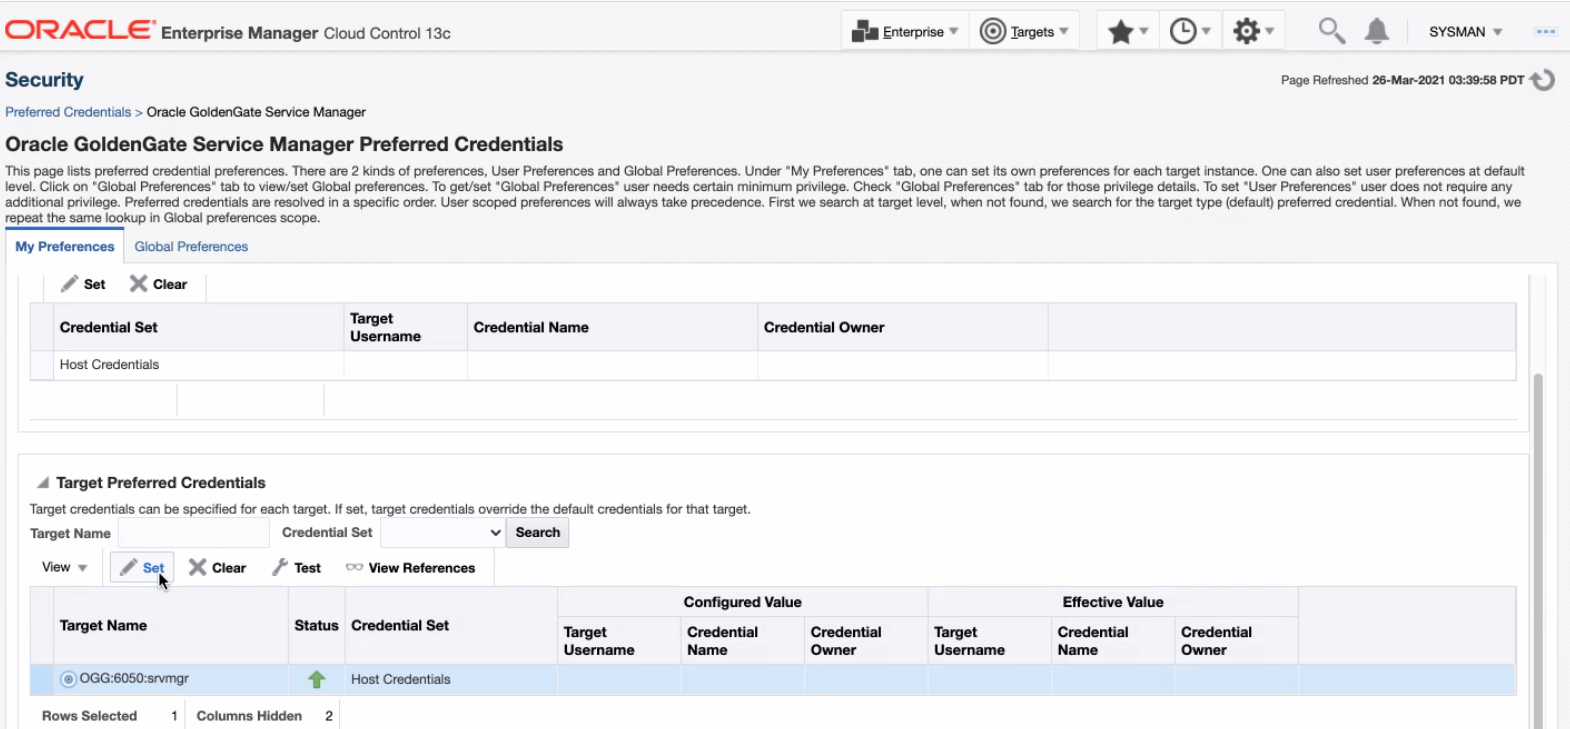 ORACLE® Enterprise Manager Cloud Control 13c
Enterprise Targets SYSMAN
Security
Page Refreshed 26-Mar-2021 03:39:58 PDT
Preferred Credentials > Oracle GoldenGate Service Manager
Oracle GoldenGate Service Manager Preferred Credentials
This page lists preferred credential preferences. There are 2 kinds of preferences, User Preferences and Global Preferences. Under "My Preferences" tab, one can set its own preferences for each target instance. One can also set user preferences at default
level. Click on "Global Preferences" tab to view/set Global preferences. To get/set "Global Preferences" user needs certain minimum privilege. Check "Global Preferences" tab for those privilege details. To set "User Preferences" user does not require any
additional privilege. Preferred credentials are resolved in a specific order. User scoped preferences will always take precedence. First we search at target level, when not found, we search for the target type (default) preferred credential. When not found, we
repeat the same lookup in Global preferences scope.
My Preferences Global Preferences
Set Clear
Credential Set Target Username Credential Name Credential Owner
Host Credentials
Target Preferred Credentials
Target credentials can be specified for each target. If set, target credentials override the default credentials for that target.
Target Name Credential Set Search
View Set Clear Test View References
Configured Value Effective Value
Target Name Status Credential Set Target Username Credential Name Credential Owner Target Username Credential Name Credential Owner
OGG:6050:srvmgr Host Credentials
Rows Selected 1 Columns Hidden 2